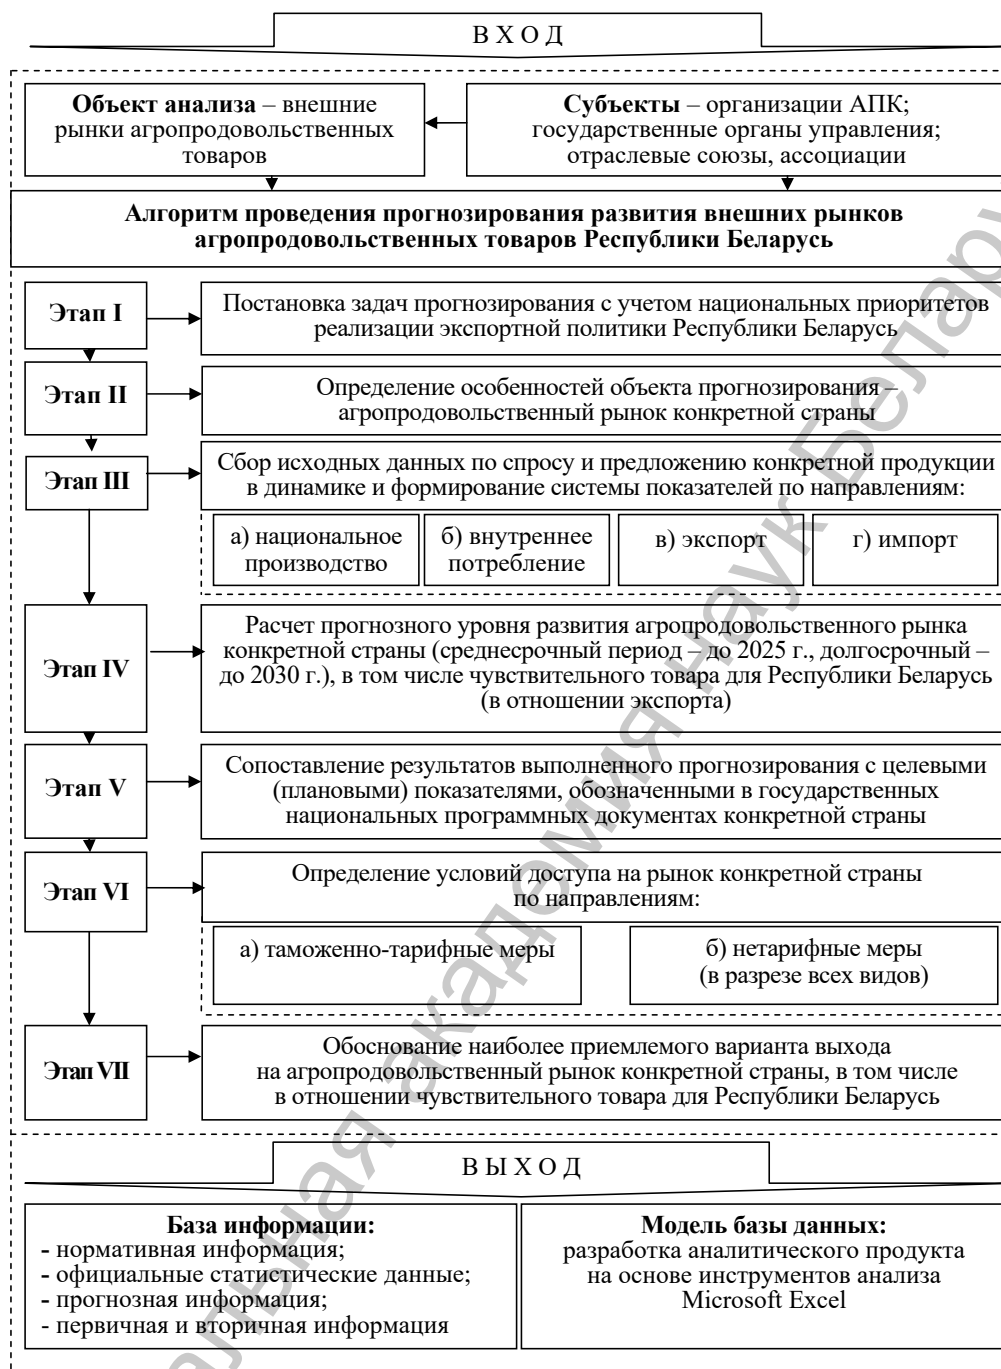 В Х О Д
Объект анализа – внешние
рынки агропродовольственных
товаров
Субъекты – организации АПК;
государственные органы управления;
отраслевые союзы, ассоциации
Алгоритм проведения прогнозирования развития внешних рынков
агропродовольственных товаров Республики Беларусь
Этап I
Постановка задач прогнозирования с учетом национальных приоритетов
реализации экспортной политики Республики Беларусь
Этап II
Определение особенностей объекта прогнозирования –
агропродовольственный рынок конкретной страны
Этап III
Сбор исходных данных по спросу и предложению конкретной продукции
в динамике и формирование системы показателей по направлениям:
а) национальное
производство
б) внутреннее
потребление
в) экспорт
г) импорт
Этап IV
Расчет прогнозного уровня развития агропродовольственного рынка
конкретной страны (среднесрочный период – до 2025 г., долгосрочный –
до 2030 г.), в том числе чувствительного товара для Республики Беларусь
(в отношении экспорта)
Этап V
Сопоставление результатов выполненного прогнозирования с целевыми
(плановыми) показателями, обозначенными в государственных
национальных программных документах конкретной страны
Этап VI
Определение условий доступа на рынок конкретной страны
по направлениям:
а) таможенно-тарифные меры
б) нетарифные меры
(в разрезе всех видов)
Этап VII
Обоснование наиболее приемлемого варианта выхода
на агропродовольственный рынок конкретной страны, в том числе
в отношении чувствительного товара для Республики Беларусь
В Ы Х О Д
База информации:
- нормативная информация;
- официальные статистические данные;
- прогнозная информация;
- первичная и вторичная информация
Модель базы данных:
разработка аналитического продукта
на основе инструментов анализа
Microsoft Excel
академия наук